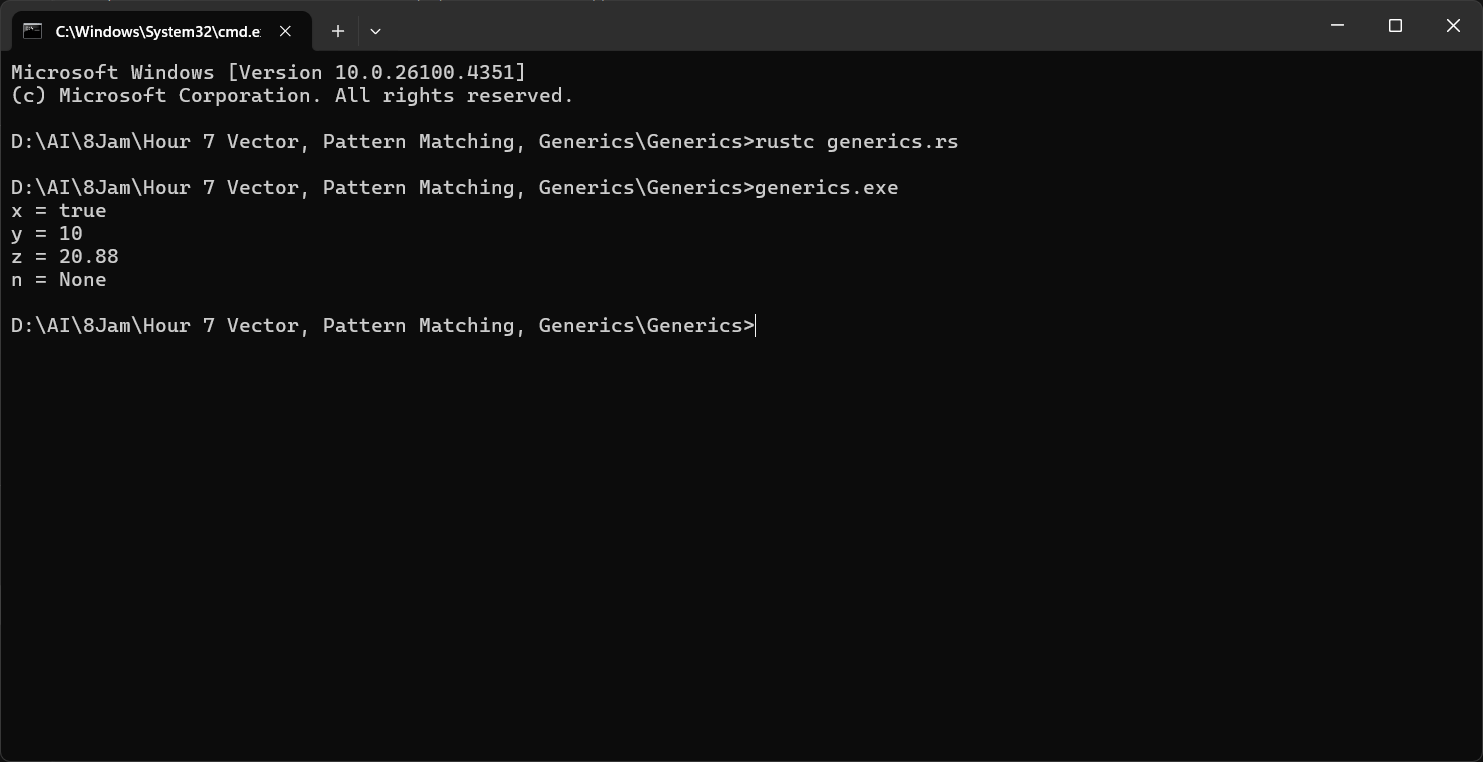 C:\Windows\System32\cmd.e
Microsoft Windows [Version 10.0.26100.4351]
(c) Microsoft Corporation. All rights reserved.
D:\AI\8Jam\Hour 7 Vector, Pattern Matching, Generics\Generics>rustc generics.rs
D:\AI\8Jam\Hour 7 Vector, Pattern Matching, Generics\Generics>generics.exe
x = true
y = 10
z = 20.88
n = None
D:\AI\8Jam\Hour 7 Vector, Pattern Matching, Generics\Generics>